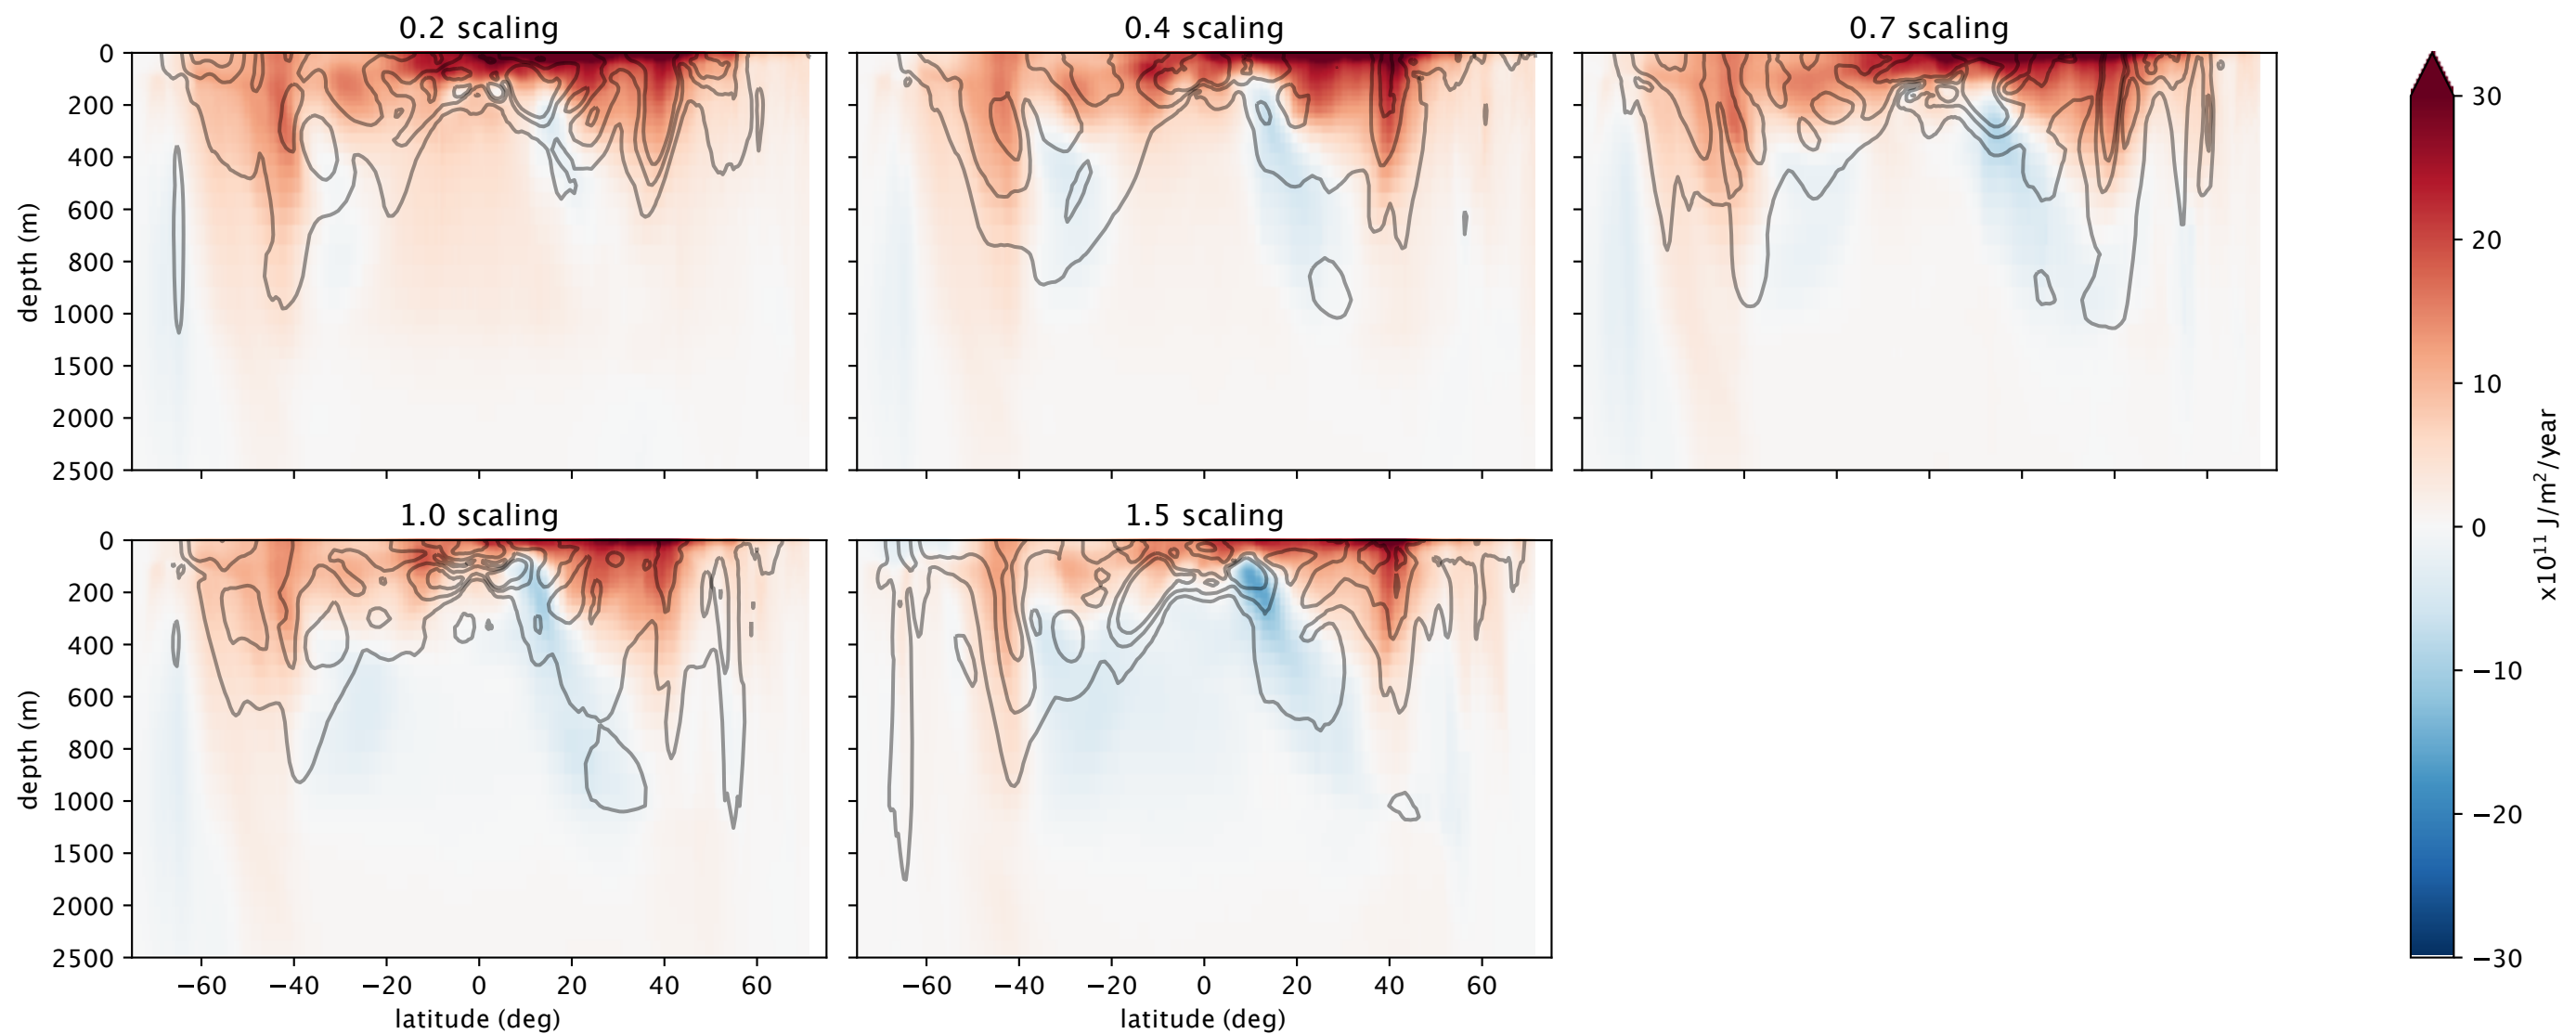 0.2 scaling
0.4 scaling
0.7 scaling
0
200
400
600
800
1000
1500
2000
2500
depth (m)
1.0 scaling
1.5 scaling
0
200
400
600
800
1000
1500
2000
2500
depth (m)
−60 −40 −20 0 20 40 60
latitude (deg)
−60 −40 −20 0 20 40 60
latitude (deg)
30
20
10
0
−10
−20
−30
x10¹¹ J/m²/year